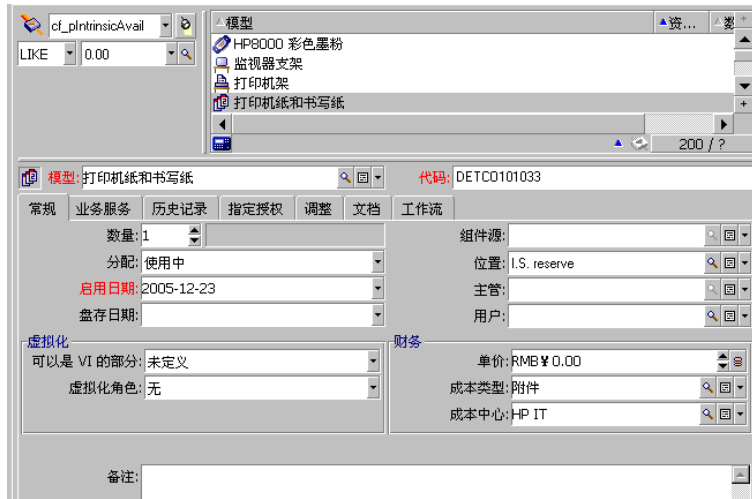 cf_pIntrinsicAvail
LIKE 0.00
模型 资...
HP8000 彩色墨粉
监视器支架
打印机架
打印机纸和书写纸
200 / ?
模型: 打印机纸和书写纸 代码: DETC0101033
常规 业务服务 历史记录 指定授权 调整 文档 工作流
数量: 1 组件源:
分配: 使用中 位置: I.S. reserve
启用日期: 2005-12-23 主管:
盘存日期: 用户:
虚拟化 财务
可以是 VI 的部分: 未定义 单价: RMB¥0.00
虚拟化角色: 无 成本类型: 附件
成本中心: HP IT
备注: